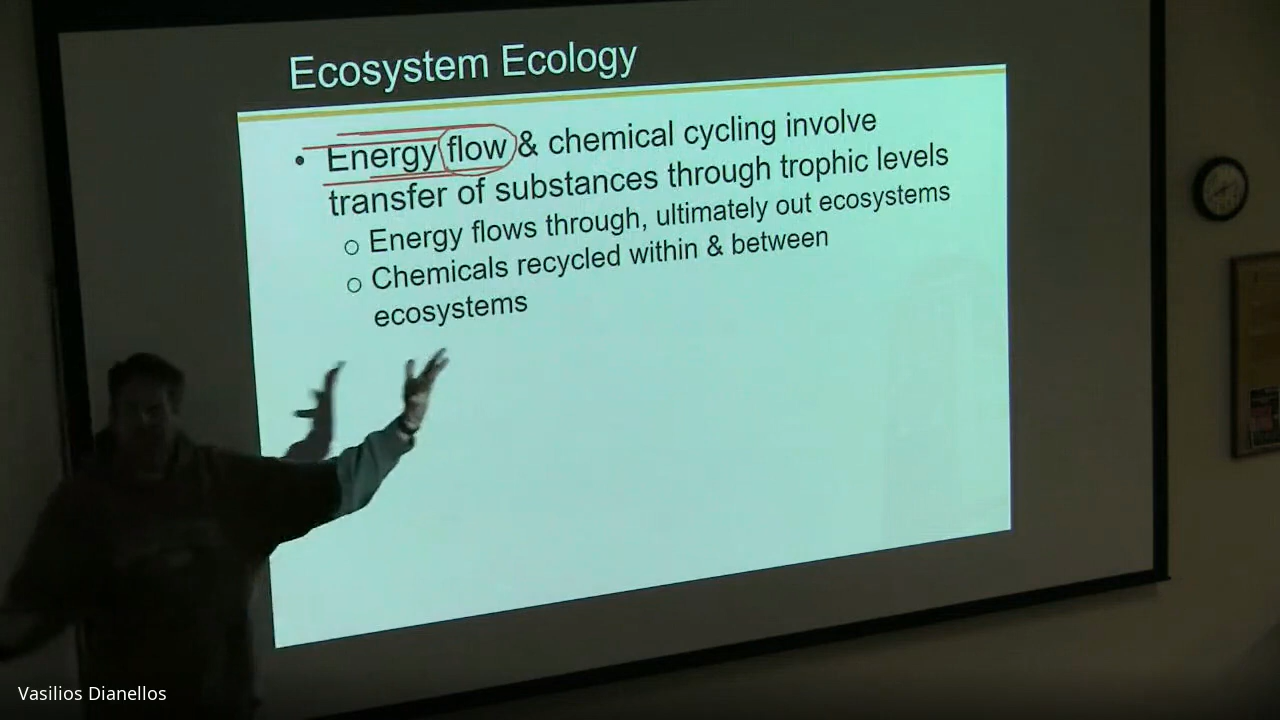 Ecosystem Ecology
• Energy flow & chemical cycling involve
transfer of substances through trophic levels
o Energy flows through, ultimately out ecosystems
o Chemicals recycled within & between
ecosystems
Vasilios Dianellos